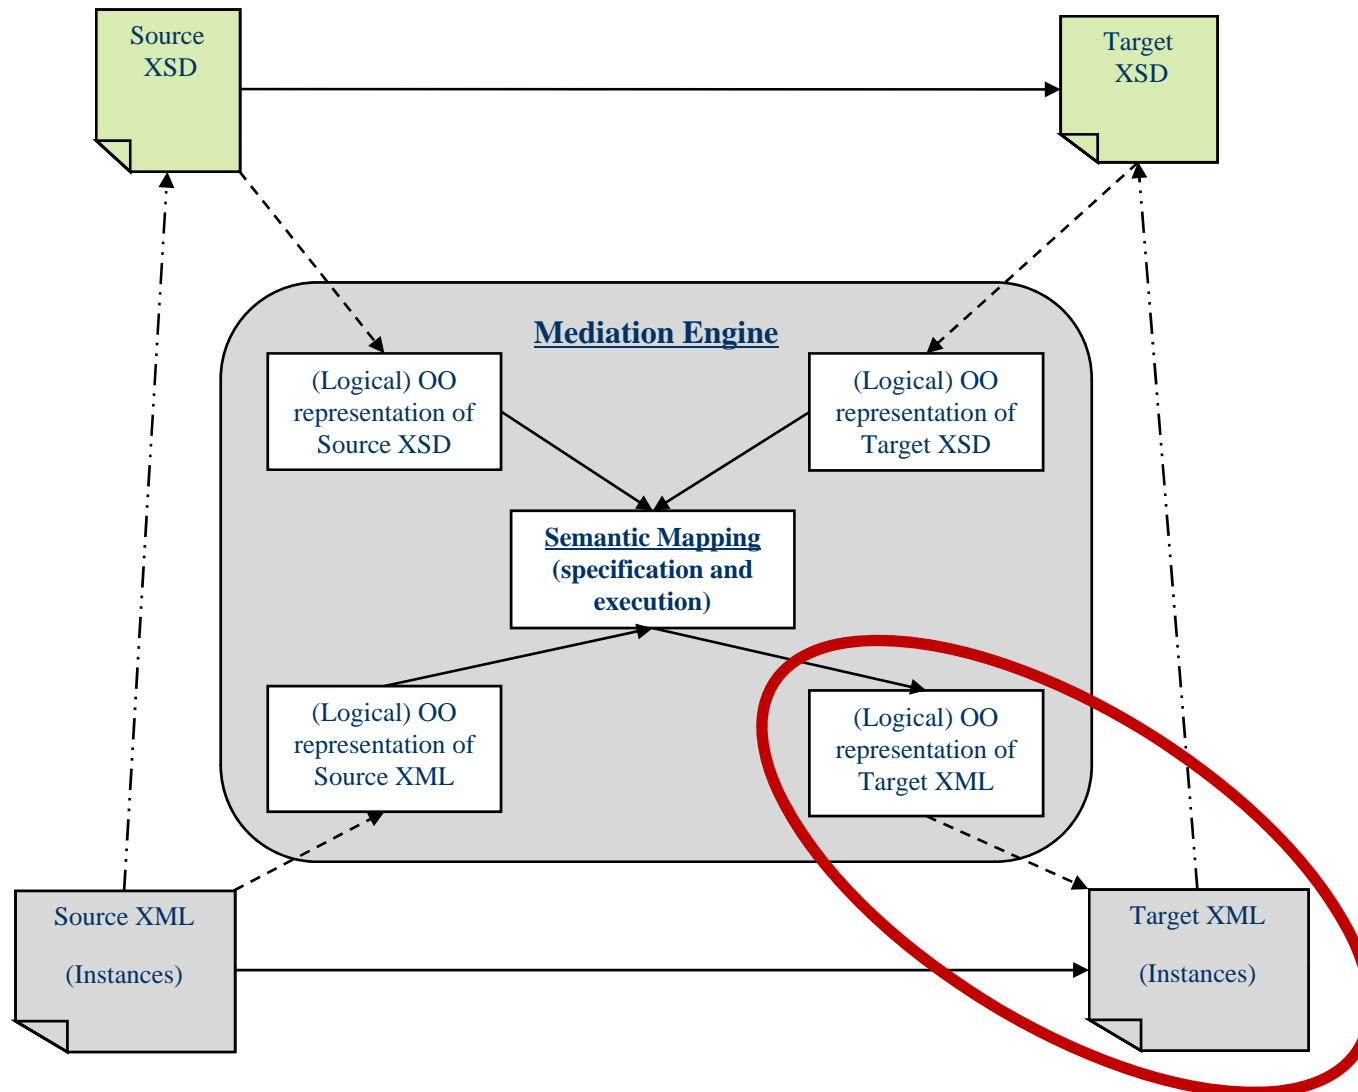 Source
XSD
Target
XSD
Mediation Engine
(Logical) OO
representation of
Source XSD
(Logical) OO
representation of
Target XSD
Semantic Mapping
(specification and
execution)
(Logical) OO
representation of
Source XML
(Logical) OO
representation of
Target XML
Source XML
(Instances)
Target XML
(Instances)